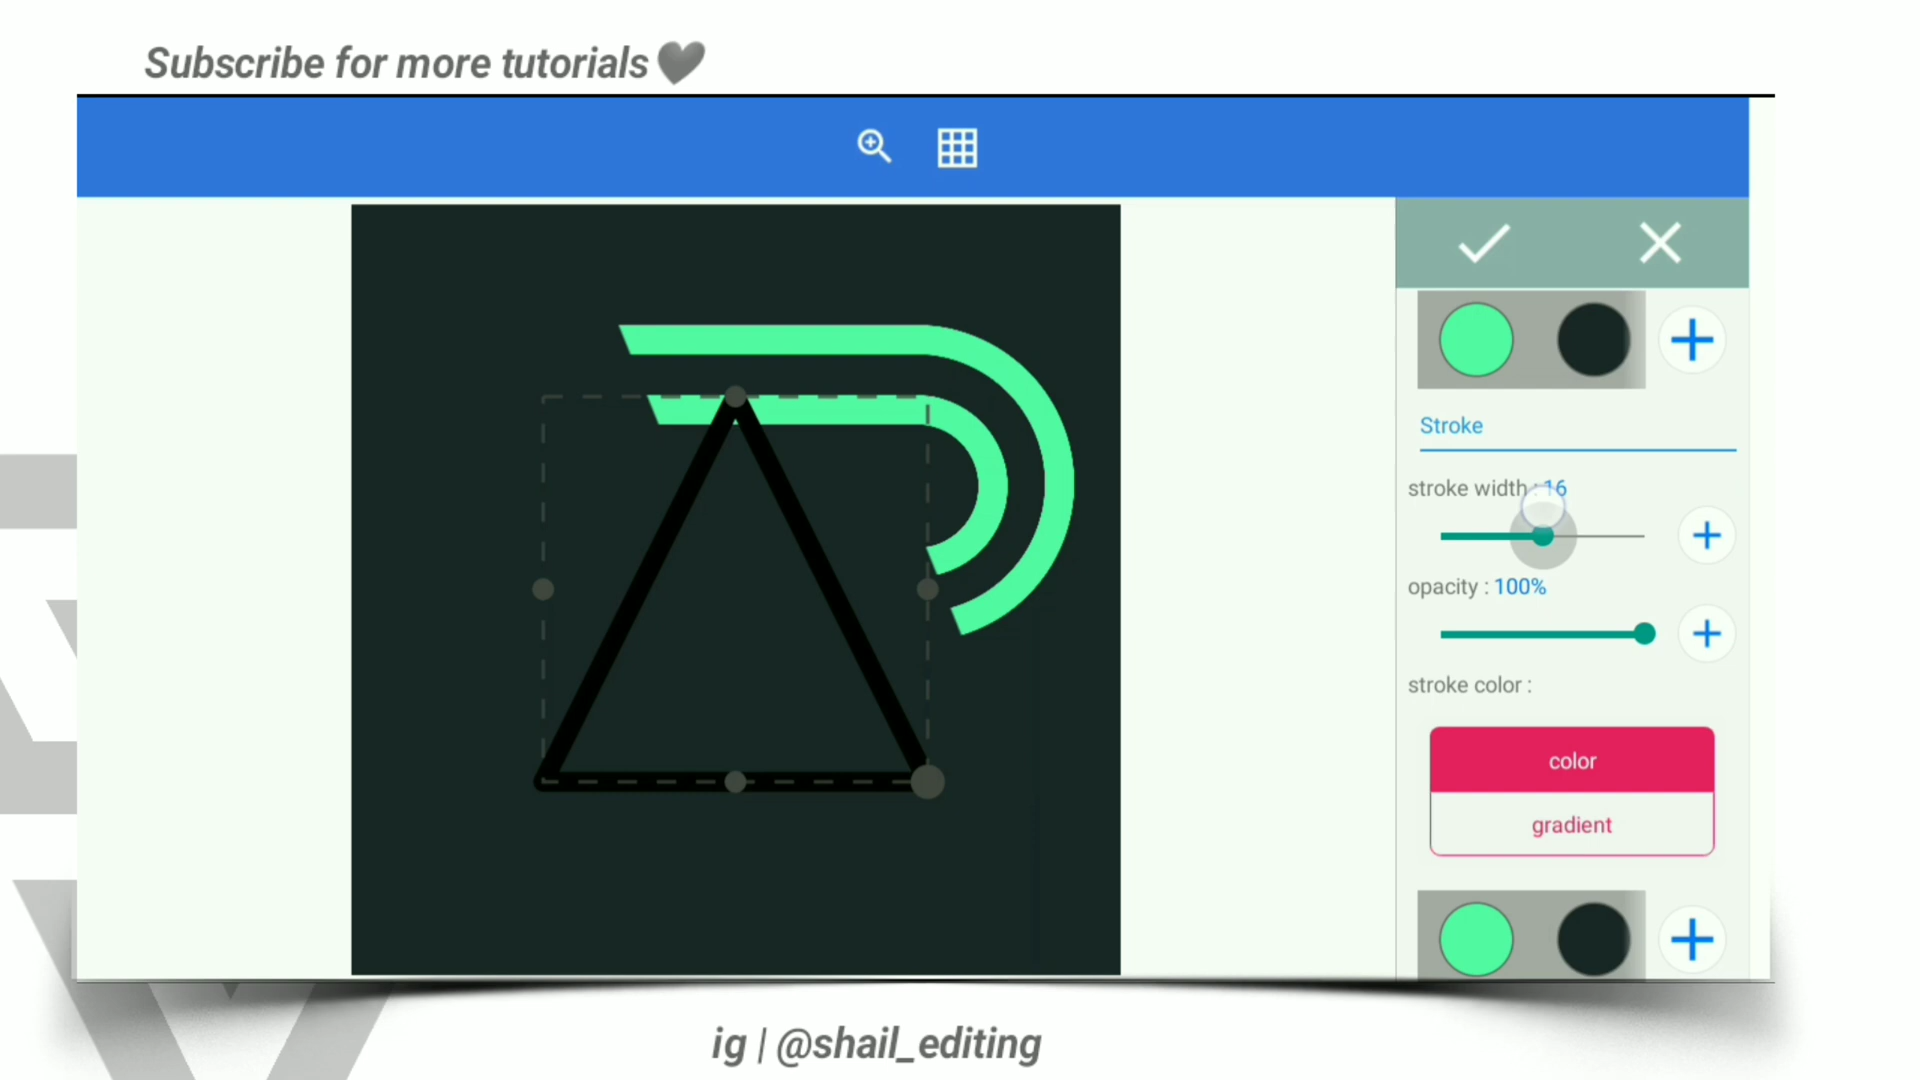 Subscribe for more tutorials🖤
Stroke
stroke width : 16
opacity : 100%
stroke color :
color
gradient
ig | @shail_editing